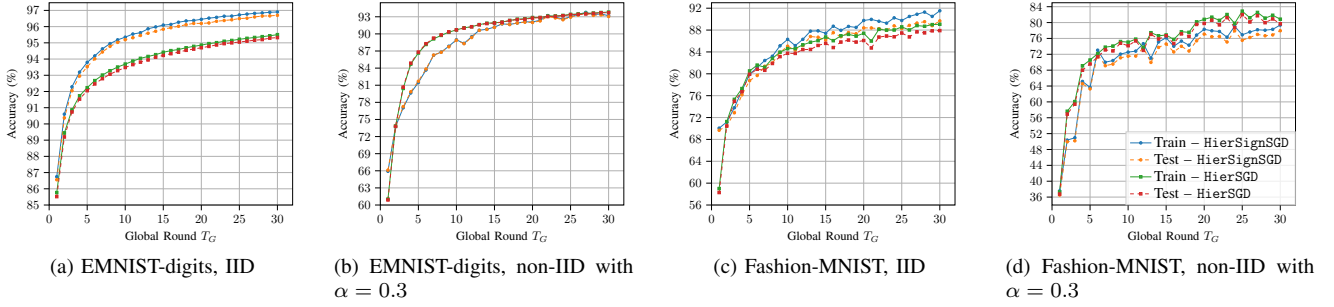 97
96
95
94
93
92
91
90
89
88
87
86
85
Accuracy (%)
0 5 10 15 20 25 30
Global Round T_G
(a) EMNIST-digits, IID
93
90
87
84
81
78
75
72
69
66
63
60
Accuracy (%)
0 5 10 15 20 25 30
Global Round T_G
(b) EMNIST-digits, non-IID with
α = 0.3
92
88
84
80
76
72
68
64
60
56
Accuracy (%)
0 5 10 15 20 25 30
Global Round T_G
(c) Fashion-MNIST, IID
84
80
76
72
68
64
60
56
52
48
44
40
36
Accuracy (%)
Train − HierSignSGD
Test − HierSignSGD
Train − HierSGD
Test − HierSGD
0 5 10 15 20 25 30
Global Round T_G
(d) Fashion-MNIST, non-IID with
α = 0.3